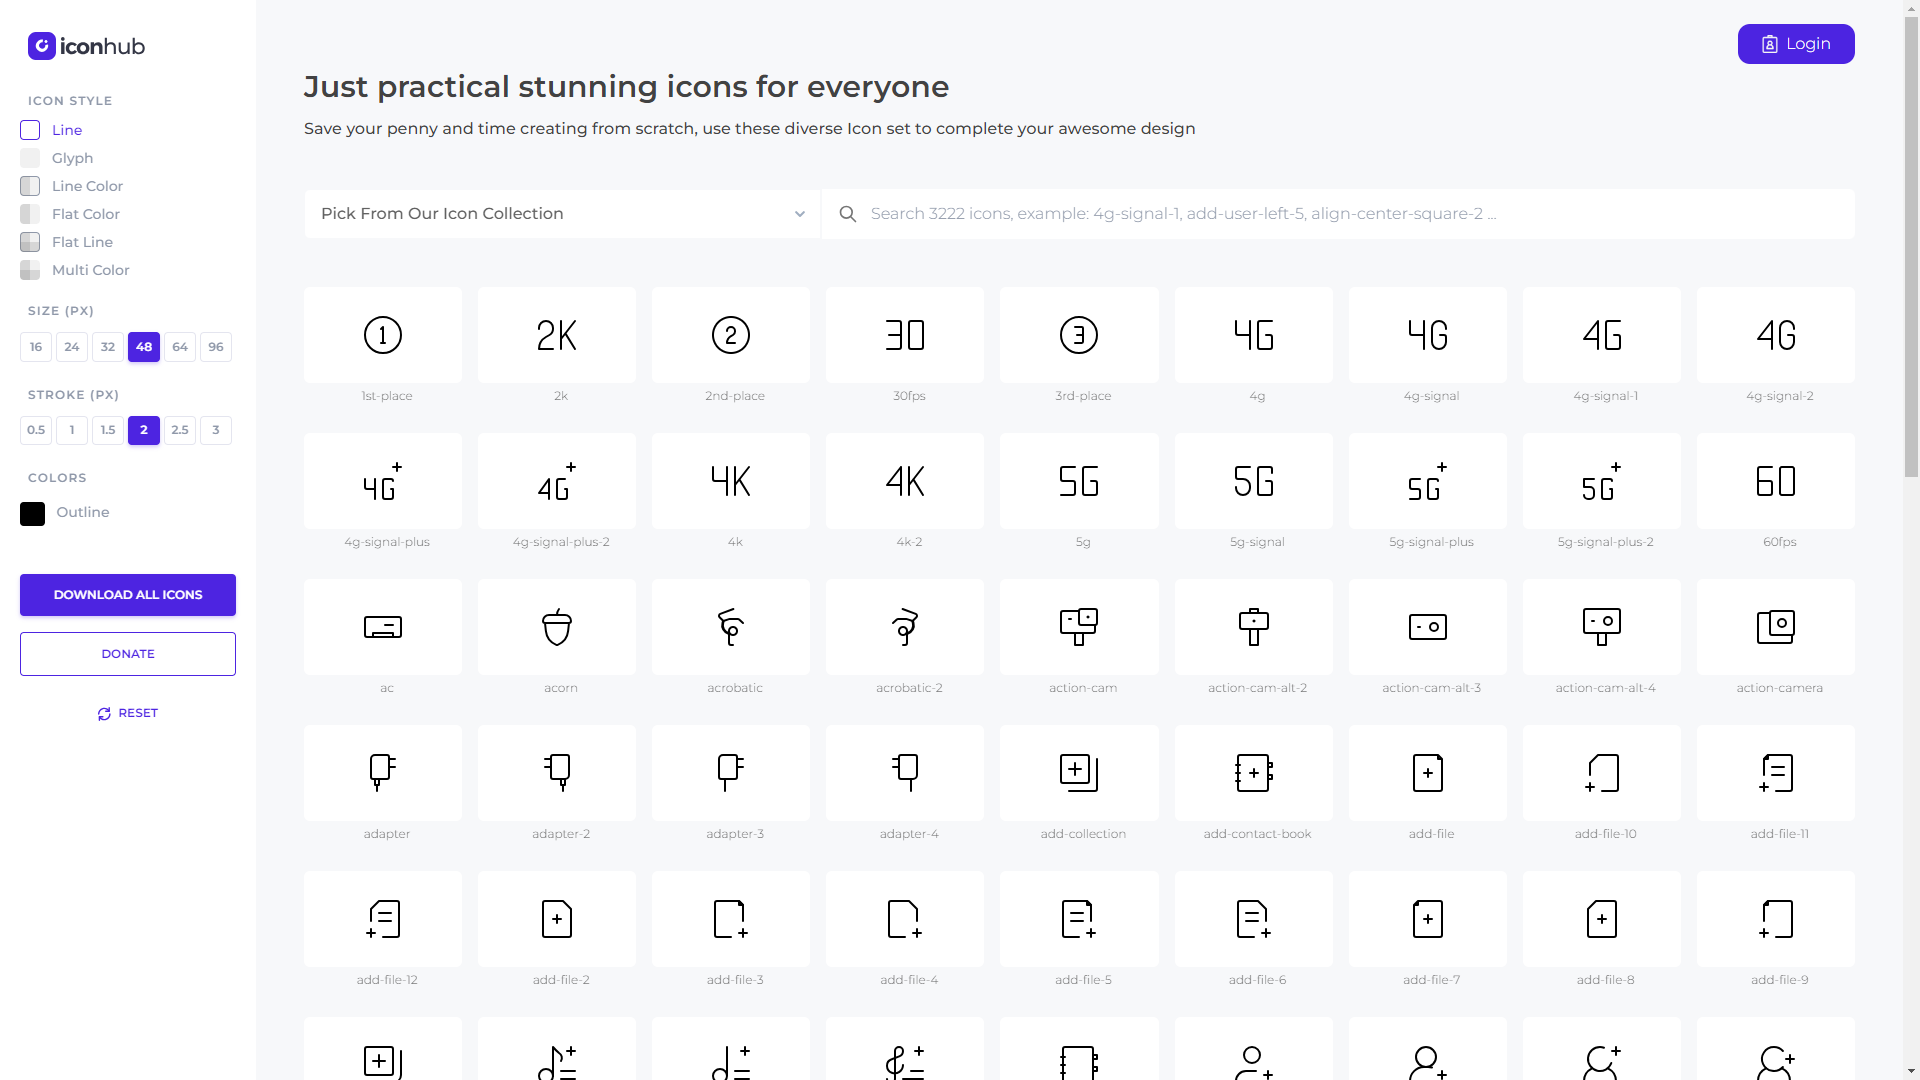 iconhub
Login
Just practical stunning icons for everyone
Save your penny and time creating from scratch, use these diverse Icon set to complete your awesome design
ICON STYLE
Line
Glyph
Line Color
Flat Color
Flat Line
Multi Color
SIZE (PX)
16 24 32 48 64 96
STROKE (PX)
0.5 1 1.5 2 2.5 3
COLORS
Outline
DOWNLOAD ALL ICONS
DONATE
RESET
Pick From Our Icon Collection
Search 3222 icons, example: 4g-signal-1, add-user-left-5, align-center-square-2 ...
1 2K 2 30 3 4G 4G 4G 4G
1st-place 2k 2nd-place 30fps 3rd-place 4g 4g-signal 4g-signal-1 4g-signal-2
4G+ 4G+ 4K 4K 5G 5G 5G+ 5G+ 60
4g-signal-plus 4g-signal-plus-2 4k 4k-2 5g 5g-signal 5g-signal-plus 5g-signal-plus-2 60fps
ac acorn acrobatic acrobatic-2 action-cam action-cam-alt-2 action-cam-alt-3 action-cam-alt-4 action-camera
adapter adapter-2 adapter-3 adapter-4 add-collection add-contact-book add-file add-file-10 add-file-11
add-file-12 add-file-2 add-file-3 add-file-4 add-file-5 add-file-6 add-file-7 add-file-8 add-file-9